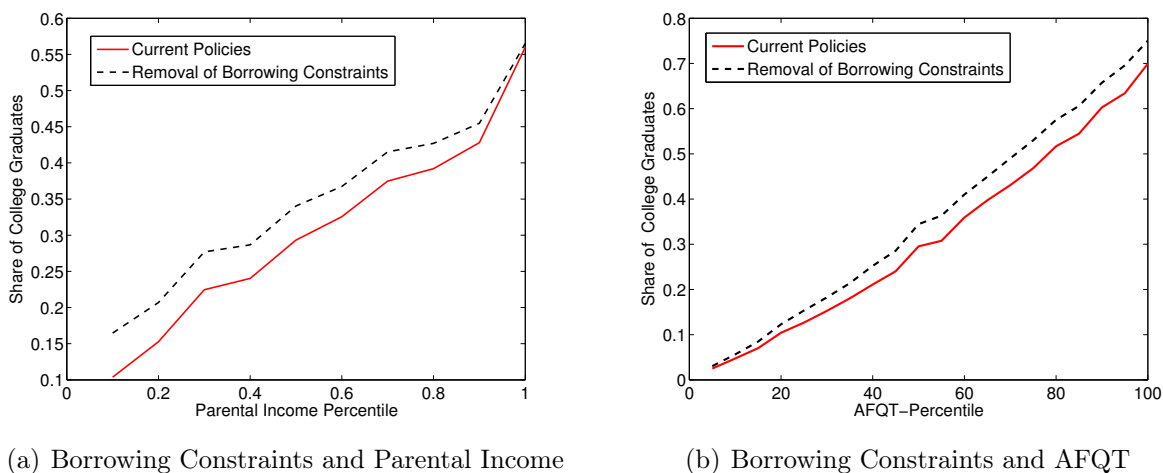 0.6
0.55
0.5
0.45
0.4
0.35
0.3
0.25
0.2
0.15
0.1
Share of College Graduates
Current Policies
Removal of Borrowing Constraints
0 0.2 0.4 0.6 0.8 1
Parental Income Percentile
(a) Borrowing Constraints and Parental Income
0.8
0.7
0.6
0.5
0.4
0.3
0.2
0.1
0
Share of College Graduates
Current Policies
Removal of Borrowing Constraints
0 20 40 60 80 100
AFQT-Percentile
(b) Borrowing Constraints and AFQT